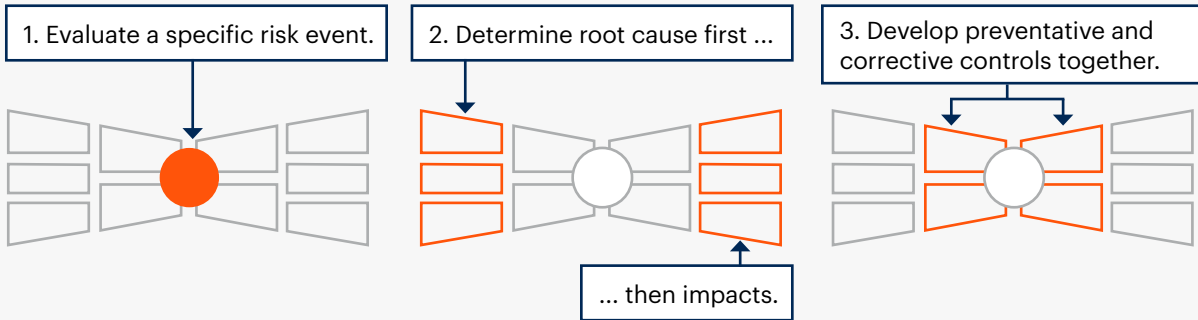 1. Evaluate a specific risk event.
2. Determine root cause first ...
... then impacts.
3. Develop preventative and
corrective controls together.